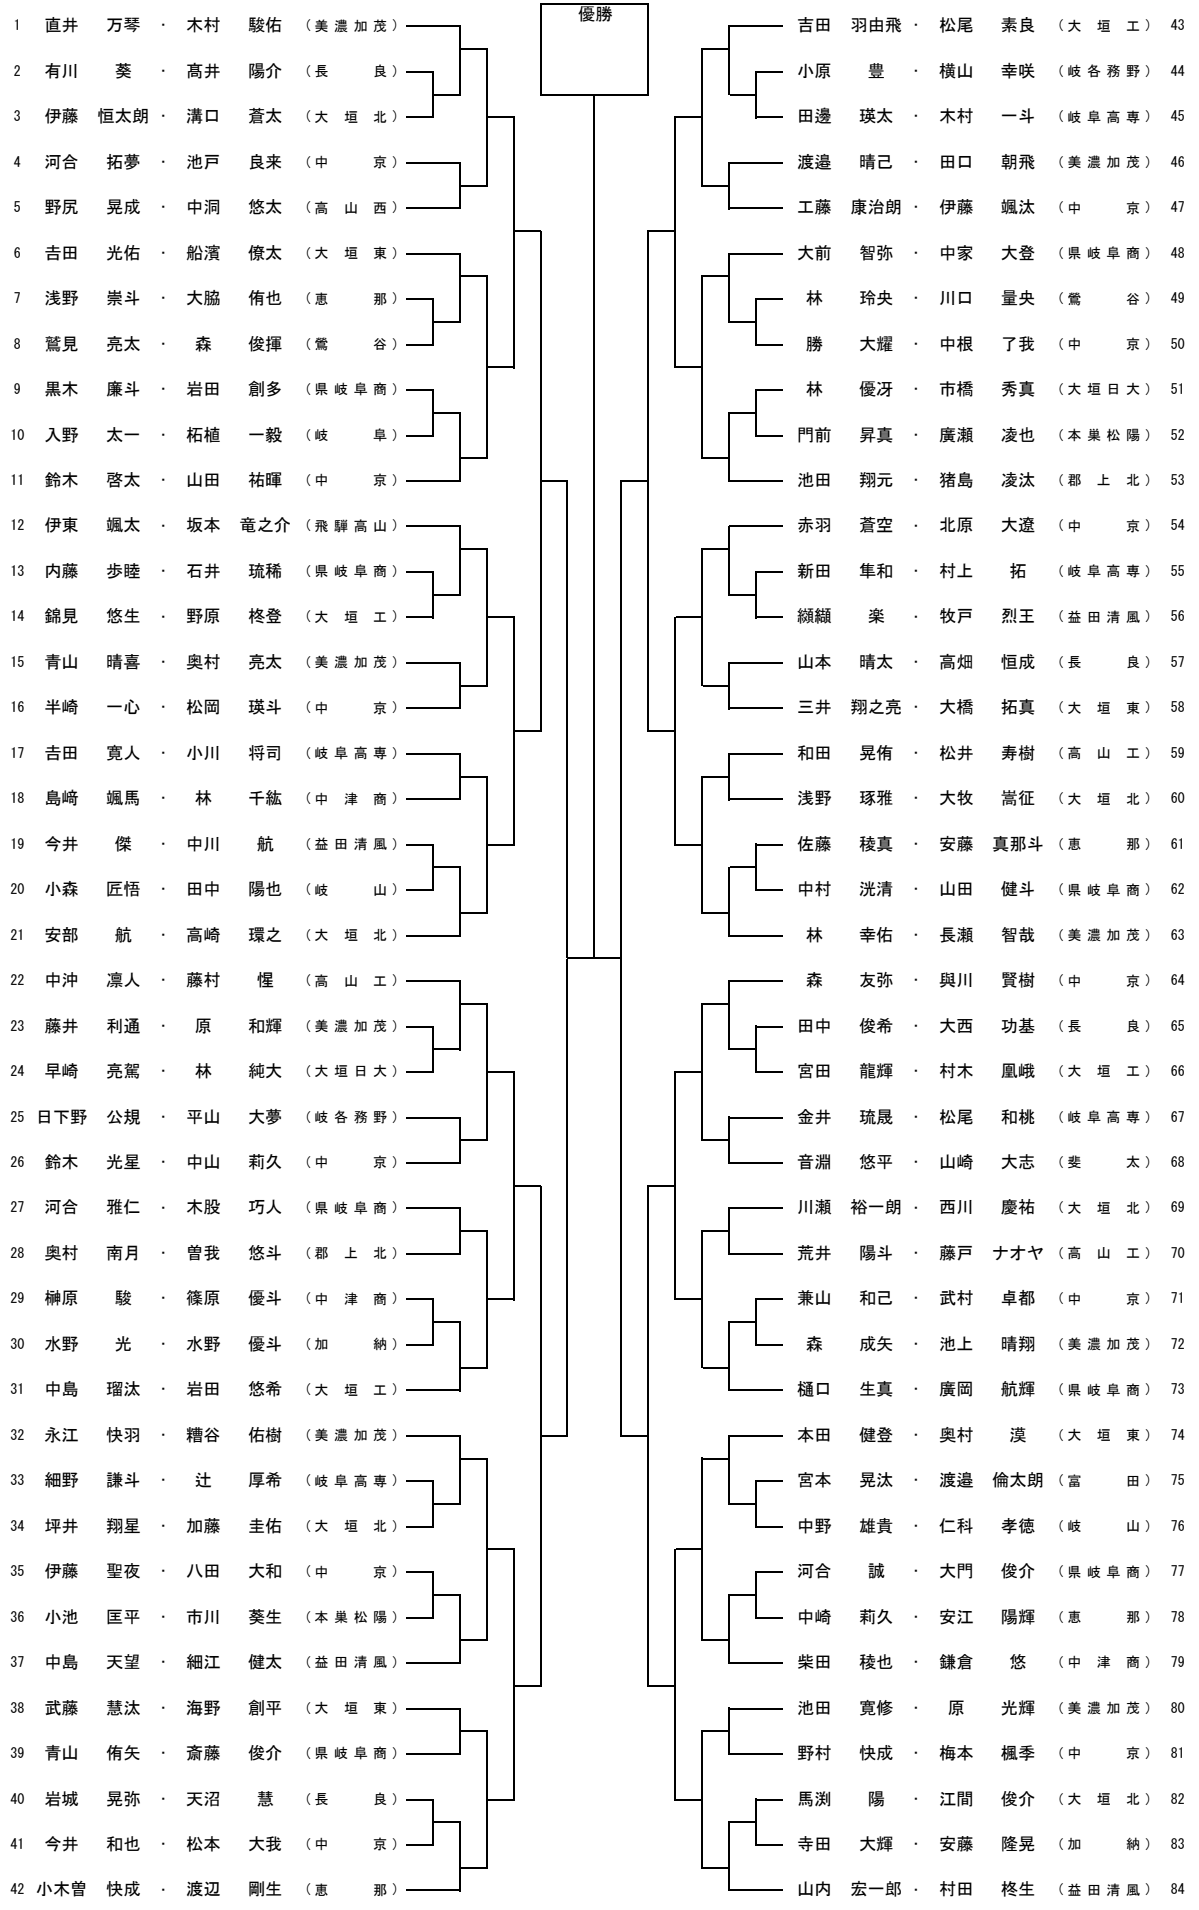 優勝
1 直井 万琴 ・ 木村 駿佑 （美濃加茂）
2 有川 葵 ・ 髙井 陽介 （長良）
3 伊藤 恒太朗 ・ 溝口 蒼太 （大垣北）
4 河合 拓夢 ・ 池戸 良来 （中京）
5 野尻 晃成 ・ 中洞 悠太 （高山西）
6 𠮷田 光佑 ・ 船濱 僚太 （大垣東）
7 浅野 崇斗 ・ 大脇 侑也 （恵那）
8 鷲見 亮太 ・ 森 俊揮 （鶯谷）
9 黒木 廉斗 ・ 岩田 創多 （県岐阜商）
10 入野 太一 ・ 柘植 一毅 （岐阜）
11 鈴木 啓太 ・ 山田 祐暉 （中京）
12 伊東 颯太 ・ 坂本 竜之介 （飛騨高山）
13 内藤 歩睦 ・ 石井 琉稀 （県岐阜商）
14 錦見 悠生 ・ 野原 柊登 （大垣工）
15 青山 晴喜 ・ 奥村 亮太 （美濃加茂）
16 半崎 一心 ・ 松岡 瑛斗 （中京）
17 𠮷田 寛人 ・ 小川 将司 （岐阜高専）
18 島﨑 颯馬 ・ 林 千紘 （中津商）
19 今井 傑 ・ 中川 航 （益田清風）
20 小森 匠悟 ・ 田中 陽也 （岐山）
21 安部 航 ・ 高崎 環之 （大垣北）
22 中沖 凛人 ・ 藤村 惺 （高山工）
23 藤井 利通 ・ 原 和輝 （美濃加茂）
24 早崎 亮駕 ・ 林 純大 （大垣日大）
25 日下野 公規 ・ 平山 大夢 （岐各務野）
26 鈴木 光星 ・ 中山 莉久 （中京）
27 河合 雅仁 ・ 木股 巧人 （県岐阜商）
28 奥村 南月 ・ 曽我 悠斗 （郡上北）
29 榊原 駿 ・ 篠原 優斗 （中津商）
30 水野 光 ・ 水野 優斗 （加納）
31 中島 瑠汰 ・ 岩田 悠希 （大垣工）
32 永江 快羽 ・ 糟谷 佑樹 （美濃加茂）
33 細野 謙斗 ・ 辻 厚希 （岐阜高専）
34 坪井 翔星 ・ 加藤 圭佑 （大垣北）
35 伊藤 聖夜 ・ 八田 大和 （中京）
36 小池 匡平 ・ 市川 葵生 （本巣松陽）
37 中島 天望 ・ 細江 健太 （益田清風）
38 武藤 慧汰 ・ 海野 創平 （大垣東）
39 青山 侑矢 ・ 斎藤 俊介 （県岐阜商）
40 岩城 晃弥 ・ 天沼 慧 （長良）
41 今井 和也 ・ 松本 大我 （中京）
42 小木曽 快成 ・ 渡辺 剛生 （恵那）
吉田 羽由飛 ・ 松尾 素良 （大垣工） 43
小原 豊 ・ 横山 幸咲 （岐各務野） 44
田邊 瑛太 ・ 木村 一斗 （岐阜高専） 45
渡邉 晴己 ・ 田口 朝飛 （美濃加茂） 46
工藤 康治朗 ・ 伊藤 颯汰 （中京） 47
大前 智弥 ・ 中家 大登 （県岐阜商） 48
林 玲央 ・ 川口 量央 （鶯谷） 49
勝 大耀 ・ 中根 了我 （中京） 50
林 優冴 ・ 市橋 秀真 （大垣日大） 51
門前 昇真 ・ 廣瀬 凌也 （本巣松陽） 52
池田 翔元 ・ 猪島 凌汰 （郡上北） 53
赤羽 蒼空 ・ 北原 大遼 （中京） 54
新田 隼和 ・ 村上 拓 （岐阜高専） 55
纐纈 楽 ・ 牧戸 烈王 （益田清風） 56
山本 晴太 ・ 高畑 恒成 （長良） 57
三井 翔之亮 ・ 大橋 拓真 （大垣東） 58
和田 晃侑 ・ 松井 寿樹 （高山工） 59
浅野 琢雅 ・ 大牧 嵩征 （大垣北） 60
佐藤 稜真 ・ 安藤 真那斗 （恵那） 61
中村 洸清 ・ 山田 健斗 （県岐阜商） 62
林 幸佑 ・ 長瀬 智哉 （美濃加茂） 63
森 友弥 ・ 與川 賢樹 （中京） 64
田中 俊希 ・ 大西 功基 （長良） 65
宮田 龍輝 ・ 村木 凰峨 （大垣工） 66
金井 琉晟 ・ 松尾 和桃 （岐阜高専） 67
音淵 悠平 ・ 山崎 大志 （斐太） 68
川瀬 裕一朗 ・ 西川 慶祐 （大垣北） 69
荒井 陽斗 ・ 藤戸 ナオヤ （高山工） 70
兼山 和己 ・ 武村 卓都 （中京） 71
森 成矢 ・ 池上 晴翔 （美濃加茂） 72
樋口 生真 ・ 廣岡 航輝 （県岐阜商） 73
本田 健登 ・ 奥村 漠 （大垣東） 74
宮本 晃汰 ・ 渡邉 倫太朗 （富田） 75
中野 雄貴 ・ 仁科 孝徳 （岐山） 76
河合 誠 ・ 大門 俊介 （県岐阜商） 77
中崎 莉久 ・ 安江 陽輝 （恵那） 78
柴田 稜也 ・ 鎌倉 悠 （中津商） 79
池田 寛修 ・ 原 光輝 （美濃加茂） 80
野村 快成 ・ 梅本 楓季 （中京） 81
馬渕 陽 ・ 江間 俊介 （大垣北） 82
寺田 大輝 ・ 安藤 隆晃 （加納） 83
山内 宏一郎 ・ 村田 柊生 （益田清風） 84